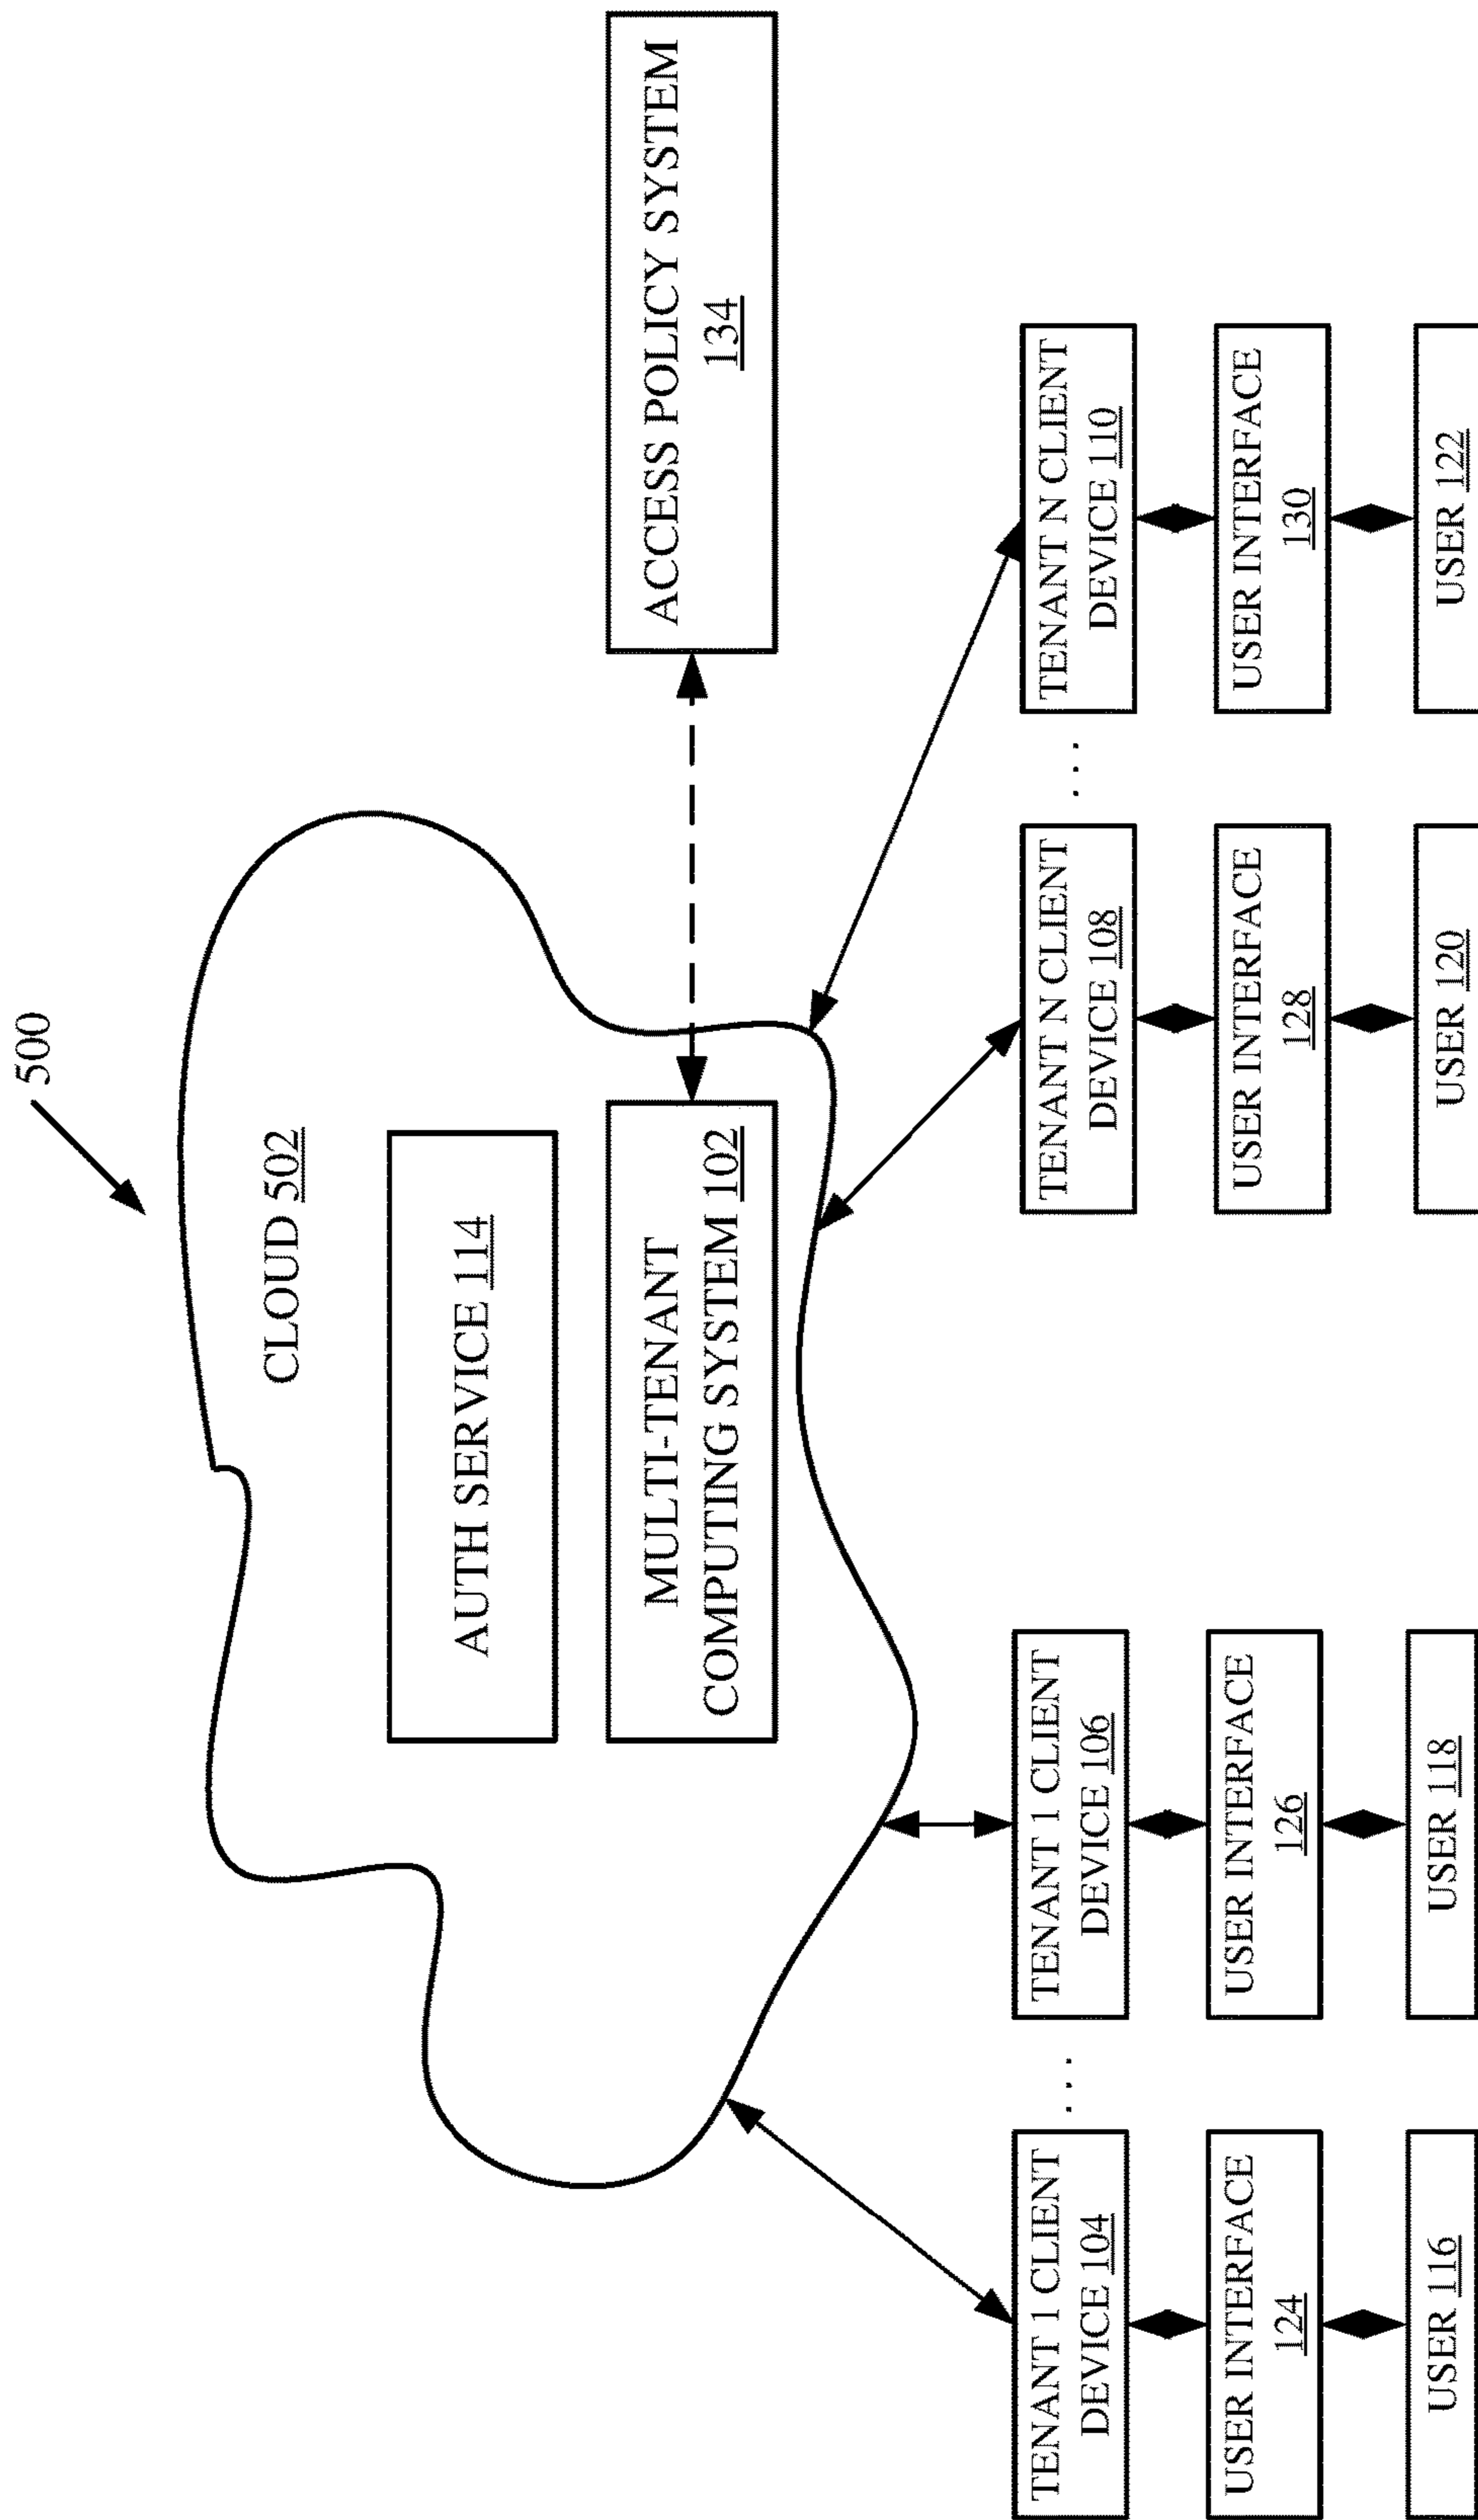 500
CLOUD 502
AUTH SERVICE 114
MULTI-TENANT
COMPUTING SYSTEM 102
ACCESS POLICY SYSTEM
134
TENANT 1 CLIENT
DEVICE 104
. . .
TENANT 1 CLIENT
DEVICE 106
TENANT N CLIENT
DEVICE 108
. . .
TENANT N CLIENT
DEVICE 110
USER INTERFACE
124
USER INTERFACE
126
USER INTERFACE
128
USER INTERFACE
130
USER 116
USER 118
USER 120
USER 122